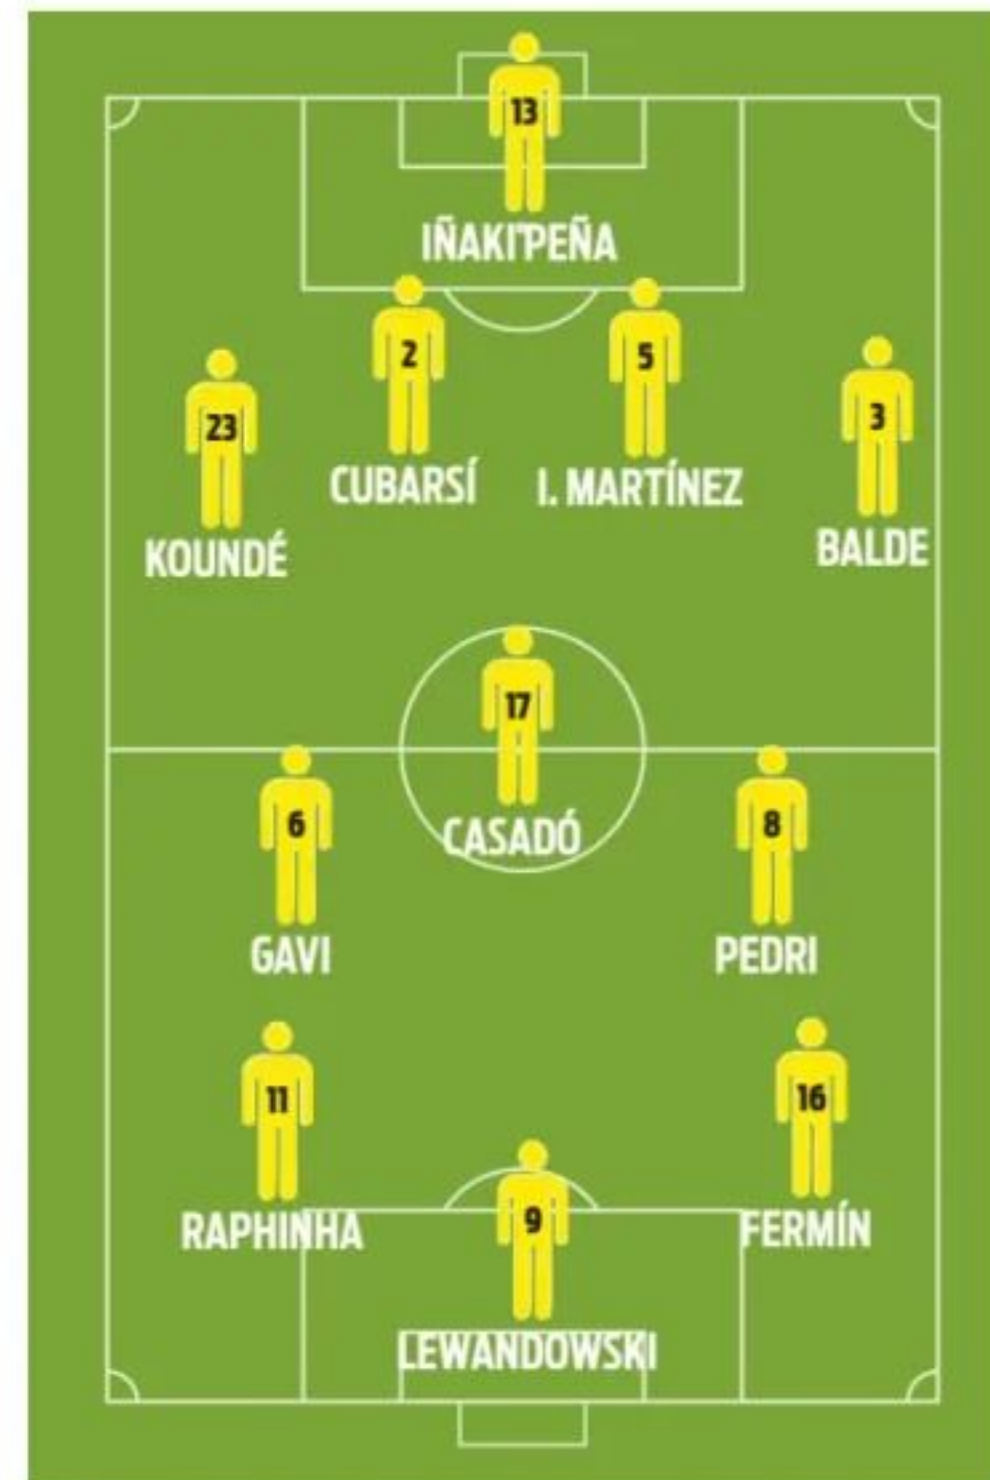 13
IÑAKI PEÑA
2
5
23
3
CUBARSÍ
I. MARTÍNEZ
KOUNDÉ
BALDE
17
CASADÓ
6
8
GAVI
PEDRI
11
16
RAPHINHA
FERMÍN
9
LEWANDOWSKI